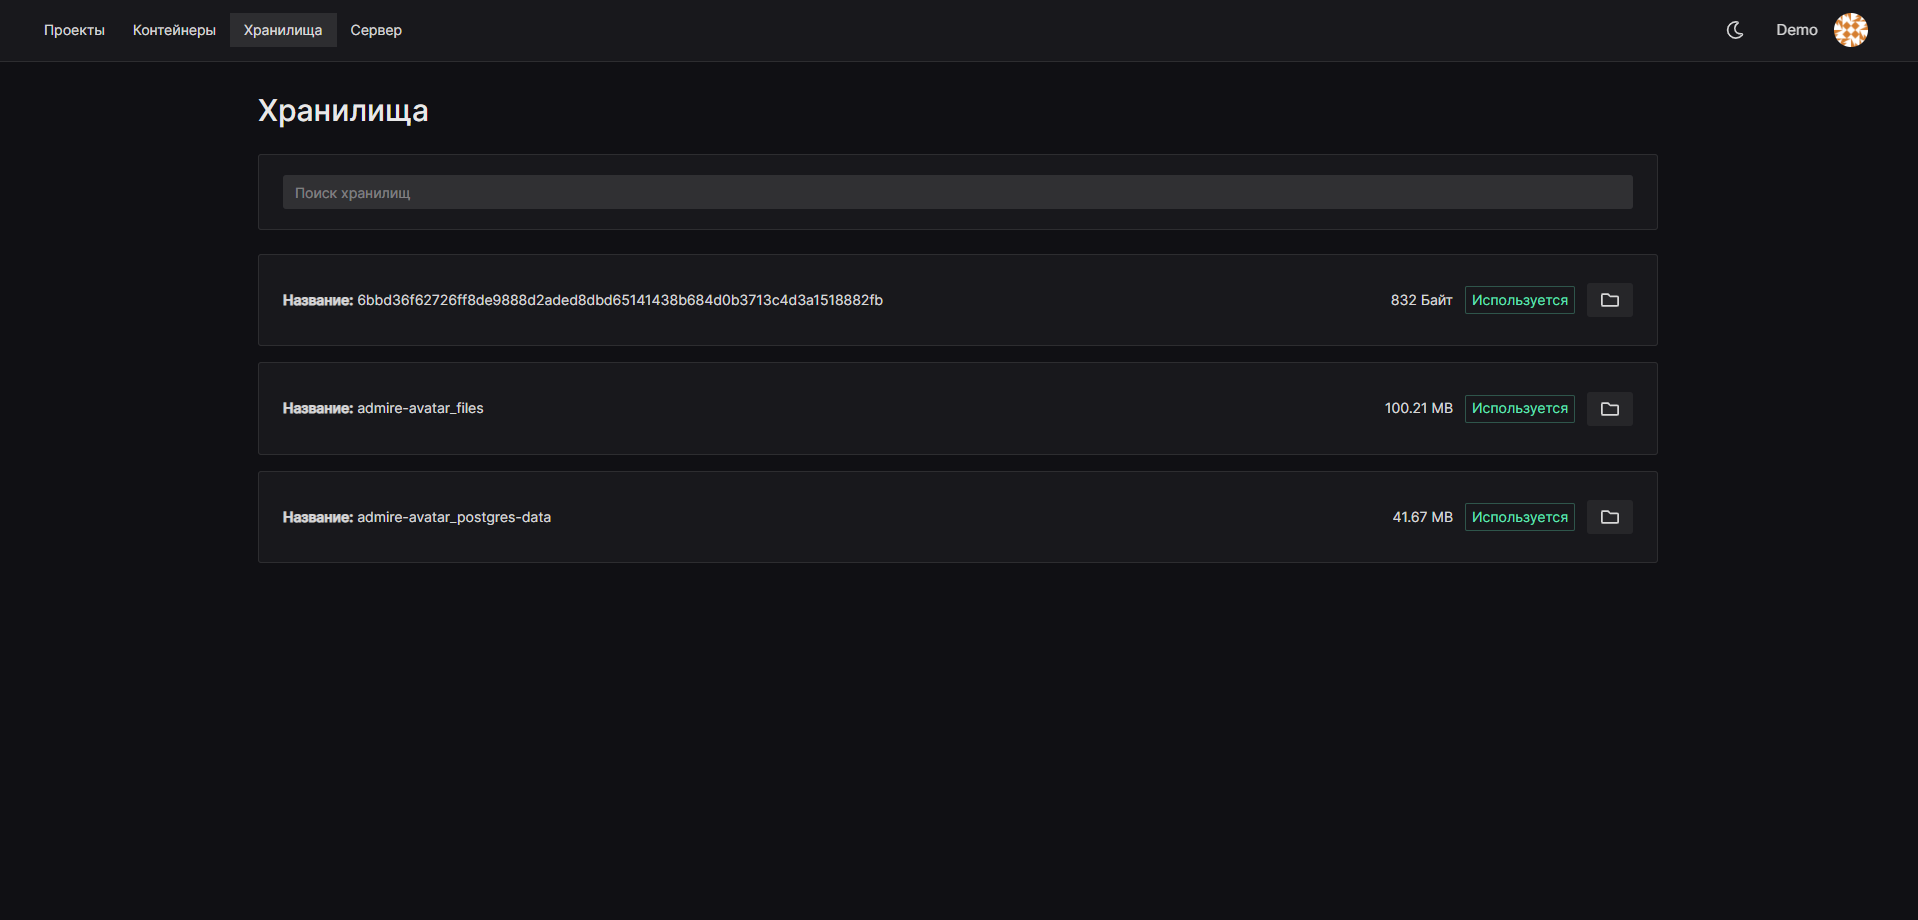 Проекты Контейнеры Хранилища Сервер Demo
Хранилища
Поиск хранилищ
Название: 6bbd36f62726ff8de9888d2aded8dbd65141438b684d0b3713c4d3a1518882fb 832 Байт Используется
Название: admire-avatar_files 100.21 MB Используется
Название: admire-avatar_postgres-data 41.67 MB Используется